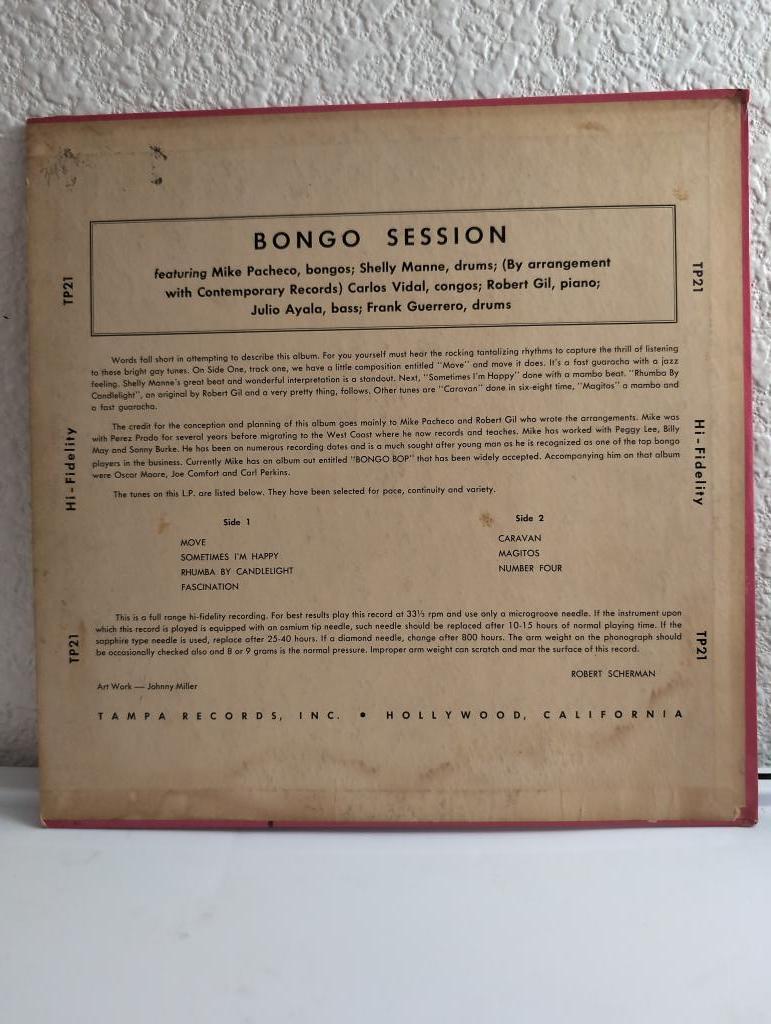 BONGO SESSION
featuring Mike Pacheco, bongos; Shelly Manne, drums; (By arrangement
with Contemporary Records) Carlos Vidal, congos; Robert Gil, piano;
Julio Ayala, bass; Frank Guerrero, drums
TP21
TP21
Words fall short in attempting to describe this album. For you yourself must hear the rocking tantalizing rhythms to capture the thrill of listening
to these bright gay tunes. On Side One, track one, we have a little composition entitled "Move" and move it does. It's a fast guaracha with a jazz
feeling. Shelly Manne's great beat and wonderful interpretation is a standout. Next, "Sometimes I'm Happy" done with a mambo beat. "Rhumba By
Candlelight", an original by Robert Gil and a very pretty thing, follows. Other tunes are "Caravan" done in six-eight time, "Magitos" a mambo and
a fast guaracha.
The credit for the conception and planning of this album goes mainly to Mike Pacheco and Robert Gil who wrote the arrangements. Mike was
with Perez Prado for several years before migrating to the West Coast where he now records and teaches. Mike has worked with Peggy Lee, Billy
May and Sonny Burke. He has been on numerous recording dates and is a much sought after young man as he is recognized as one of the top bongo
players in the business. Currently Mike has an album out entitled "BONGO BOP" that has been widely accepted. Accompanying him on that album
were Oscar Moore, Joe Comfort and Carl Perkins.
Hi-Fidelity
Hi-Fidelity
The tunes on this L.P. are listed below. They have been selected for pace, continuity and variety.
Side 1
MOVE
SOMETIMES I'M HAPPY
RHUMBA BY CANDLELIGHT
FASCINATION
Side 2
CARAVAN
MAGITOS
NUMBER FOUR
This is a full range hi-fidelity recording. For best results play this record at 33⅓ rpm and use only a microgroove needle. If the instrument upon
which this record is played is equipped with an osmium tip needle, such needle should be replaced after 10-15 hours of normal playing time. If the
sapphire type needle is used, replace after 25-40 hours. If a diamond needle, change after 800 hours. The arm weight on the phonograph should
be occasionally checked also and 8 or 9 grams is the normal pressure. Improper arm weight can scratch and mar the surface of this record.
TP21
TP21
ROBERT SCHERMAN
Art Work — Johnny Miller
TAMPA RECORDS, INC. • HOLLYWOOD, CALIFORNIA